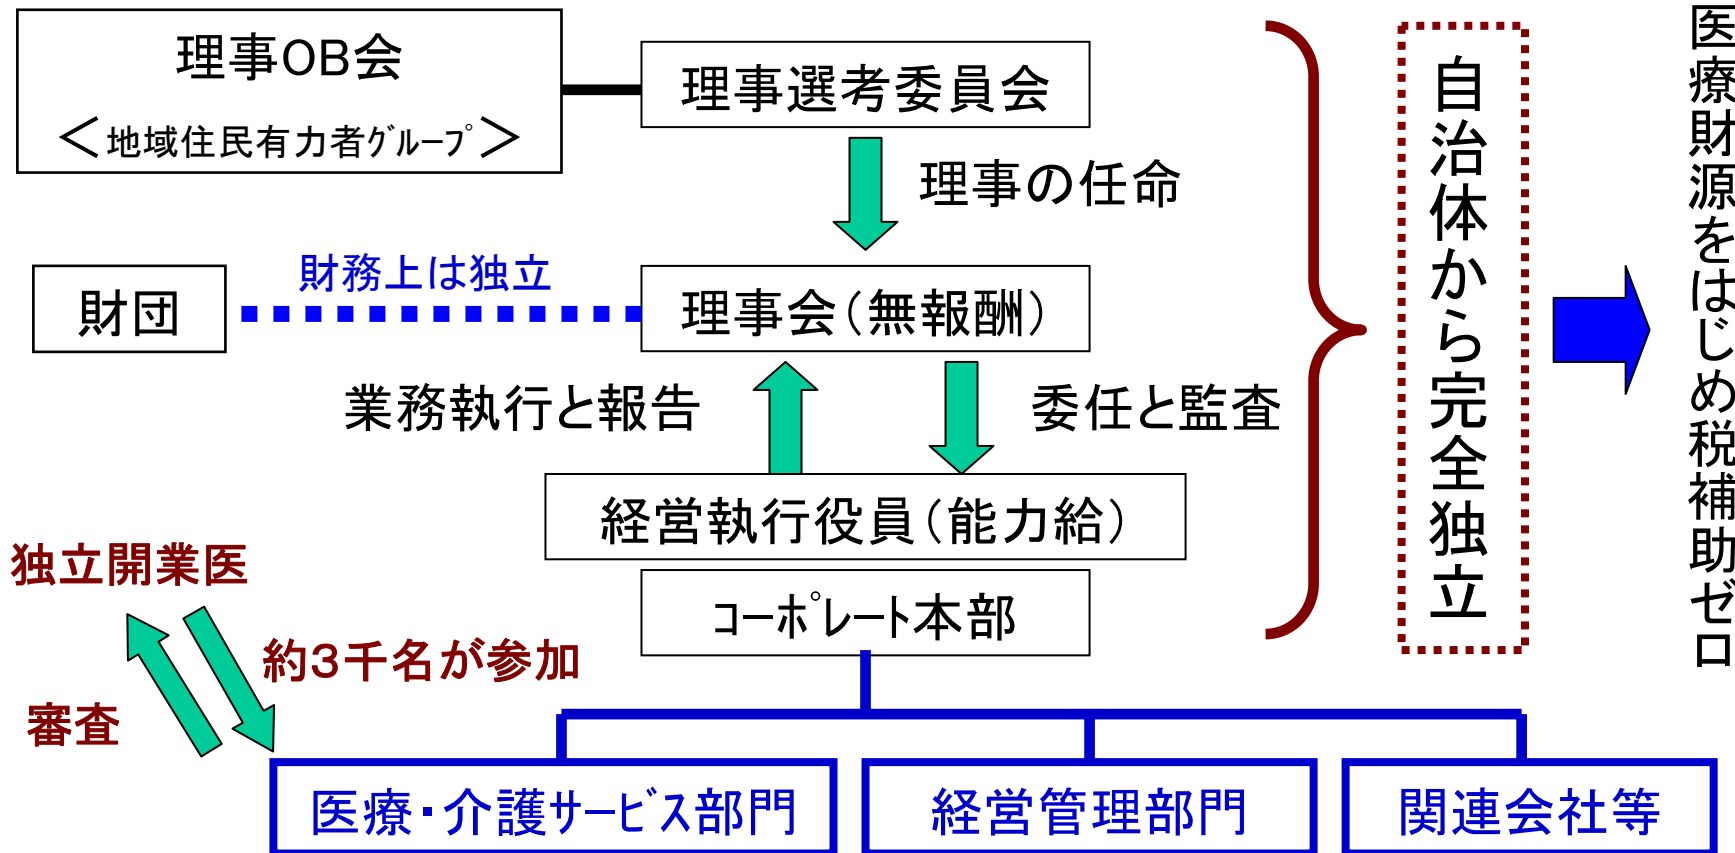 理事OB会
＜地域住民有力者ｸﾞﾙｰﾌﾟ＞
理事選考委員会
理事の任命
財団
財務上は独立
理事会（無報酬）
業務執行と報告
委任と監査
経営執行役員（能力給）
ｺｰﾎﾟﾚｰﾄ本部
自治体から完全独立
医療財源をはじめ税補助ゼロ
独立開業医
約3千名が参加
審査
医療・介護ｻｰﾋﾞｽ部門
経営管理部門
関連会社等